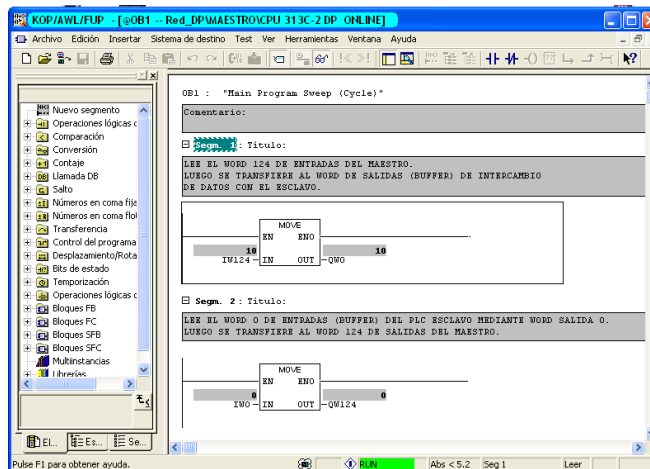 KOP/AWL/FUP - [@OB1 -- Red_DP\MAESTRO\CPU 313C-2 DP ONLINE]
Archivo Edición Insertar Sistema de destino Test Ver Herramientas Ventana Ayuda
OB1 : "Main Program Sweep (Cycle)"
Comentario:
Segm. 1: Título:
LEE EL WORD 124 DE ENTRADAS DEL MAESTRO.
LUEGO SE TRANSFIERE AL WORD DE SALIDAS (BUFFER) DE INTERCAMBIO
DE DATOS CON EL ESCLAVO.
MOVE
EN ENO
10 10
IW124 IN OUT QW0
Segm. 2: Título:
LEE EL WORD 0 DE ENTRADAS (BUFFER) DEL PLC ESCLAVO MEDIANTE WORD SALIDA 0.
LUEGO SE TRANSFIERE AL WORD 124 DE SALIDAS DEL MAESTRO.
MOVE
EN ENO
0 0
IW0 IN OUT QW124
Nuevo segmento
Operaciones lógicas c
Comparación
Conversión
Contaje
Llamada DB
Salto
Números en coma fija
Números en coma flot
Transferencia
Control del programa
Desplazamiento/Rota
Bits de estado
Temporización
Operaciones lógicas c
Bloques FB
Bloques FC
Bloques SFB
Bloques SFC
Multiinstancias
Librerías
El... Es... Se...
Pulse F1 para obtener ayuda. RUN Abs < 5.2 Seg 1 Leer